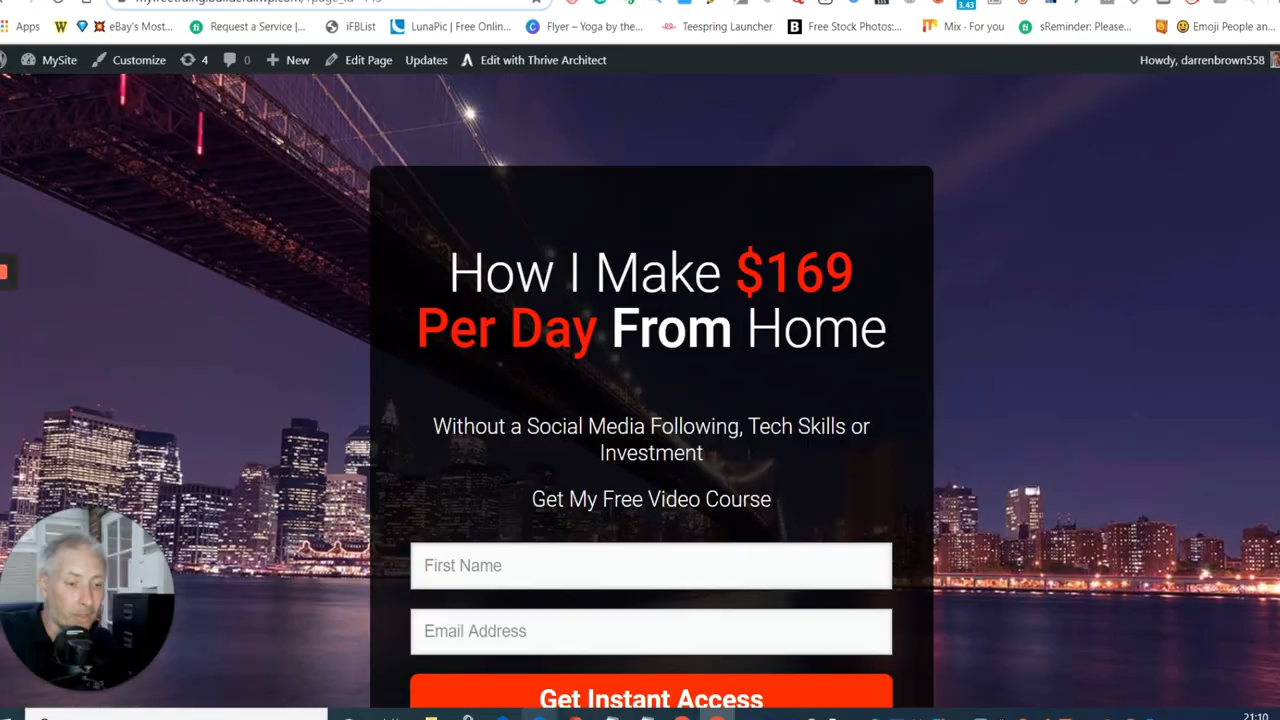 3.43
Apps
eBay's Most...
Request a Service |...
iFBList
LunaPic | Free Onlin...
Flyer – Yoga by the...
Teespring Launcher
Free Stock Photos:...
Mix - For you
sReminder: Please...
Emoji People an...
MySite
Customize
4
0
New
Edit Page
Updates
Edit with Thrive Architect
Howdy, darrenbrown558
How I Make $169
Per Day From Home
Without a Social Media Following, Tech Skills or
Investment
Get My Free Video Course
First Name
Email Address
Get Instant Access
21:10